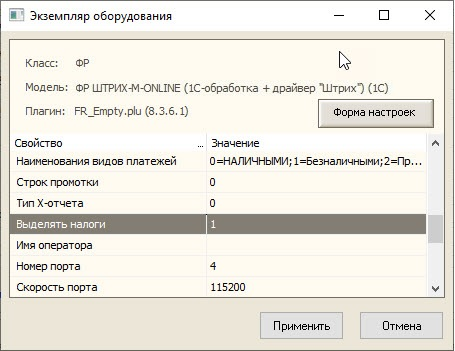 Экземпляр оборудования
Класс: ФР
Модель: ФР ШТРИХ-М-ONLINE (1С-обработка + драйвер "Штрих") (1С)
Плагин: FR_Empty.plu (8.3.6.1)
Форма настроек
Свойство ... Значение
Наименования видов платежей 0=НАЛИЧНЫМИ;1=Безналичными;2=Пр...
Строк промотки 0
Тип X-отчета 0
Выделять налоги 1
Имя оператора
Номер порта 4
Скорость порта 115200
Применить Отмена